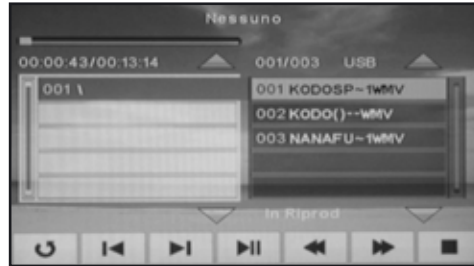 Nessuno
00:00:43/00:13:14 001/003 USB
001 \
001 KODOSP~1WMV
002 KODO()--WMV
003 NANAFU~1WMV
In Riprod